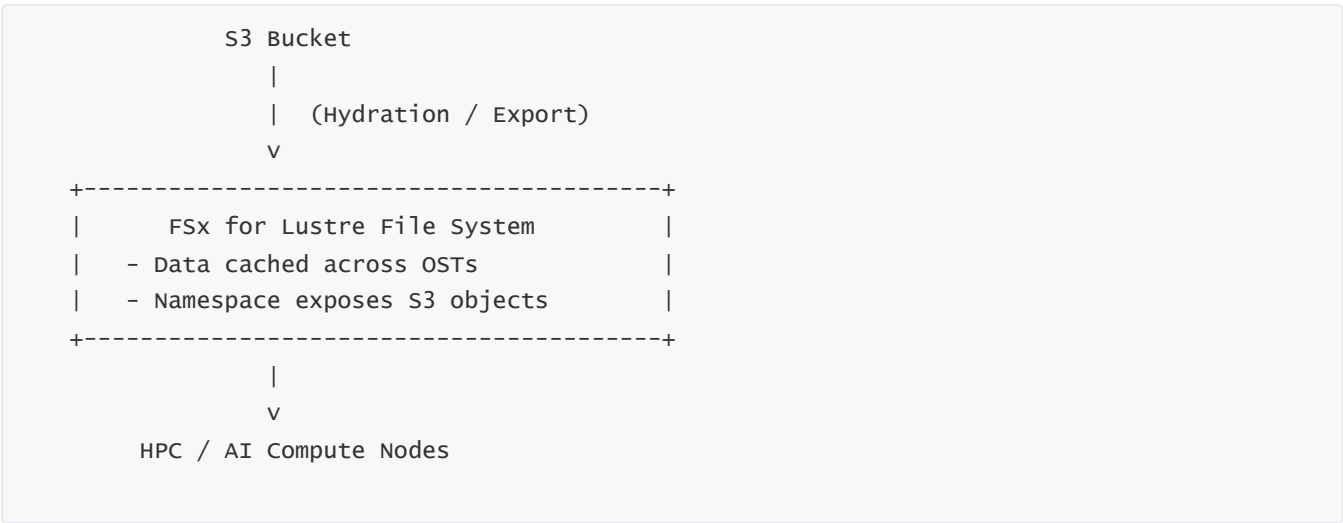 S3 Bucket
|
| (Hydration / Export)
v
+-----------------------------------------+
| FSx for Lustre File System |
| - Data cached across OSTs |
| - Namespace exposes S3 objects |
+-----------------------------------------+
|
v
HPC / AI Compute Nodes